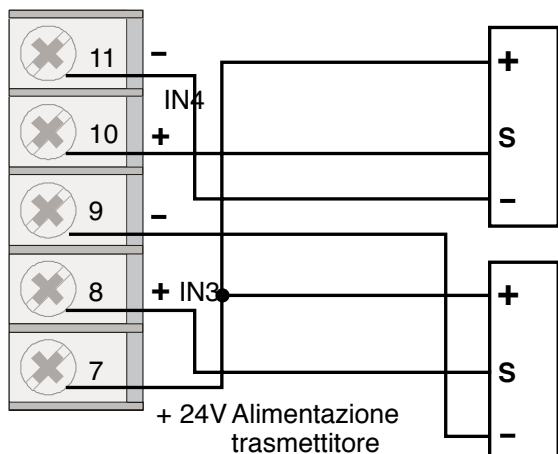 11 –
IN4
+
10 +
S
9 –
–
8 + IN3
+
7
S
+ 24V Alimentazione
trasmettitore
–